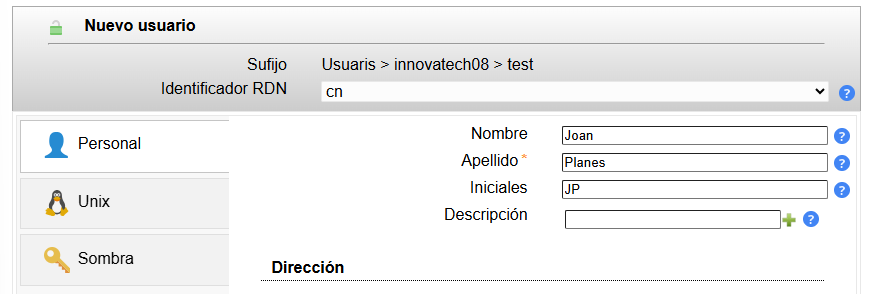 Nuevo usuario
Sufijo Usuaris > innovatech08 > test
Identificador RDN cn
Personal
Unix
Sombra
Nombre Joan
Apellido * Planes
Iniciales JP
Descripción
Dirección